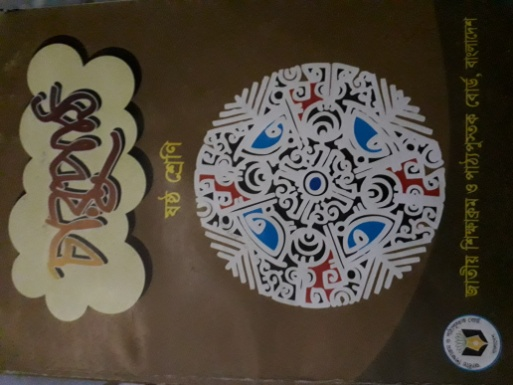 চারুপাঠ
ষষ্ঠ শ্রেণি
জাতীয় শিক্ষাক্রম ও পাঠ্যপুস্তক বোর্ড, বাংলাদেশ